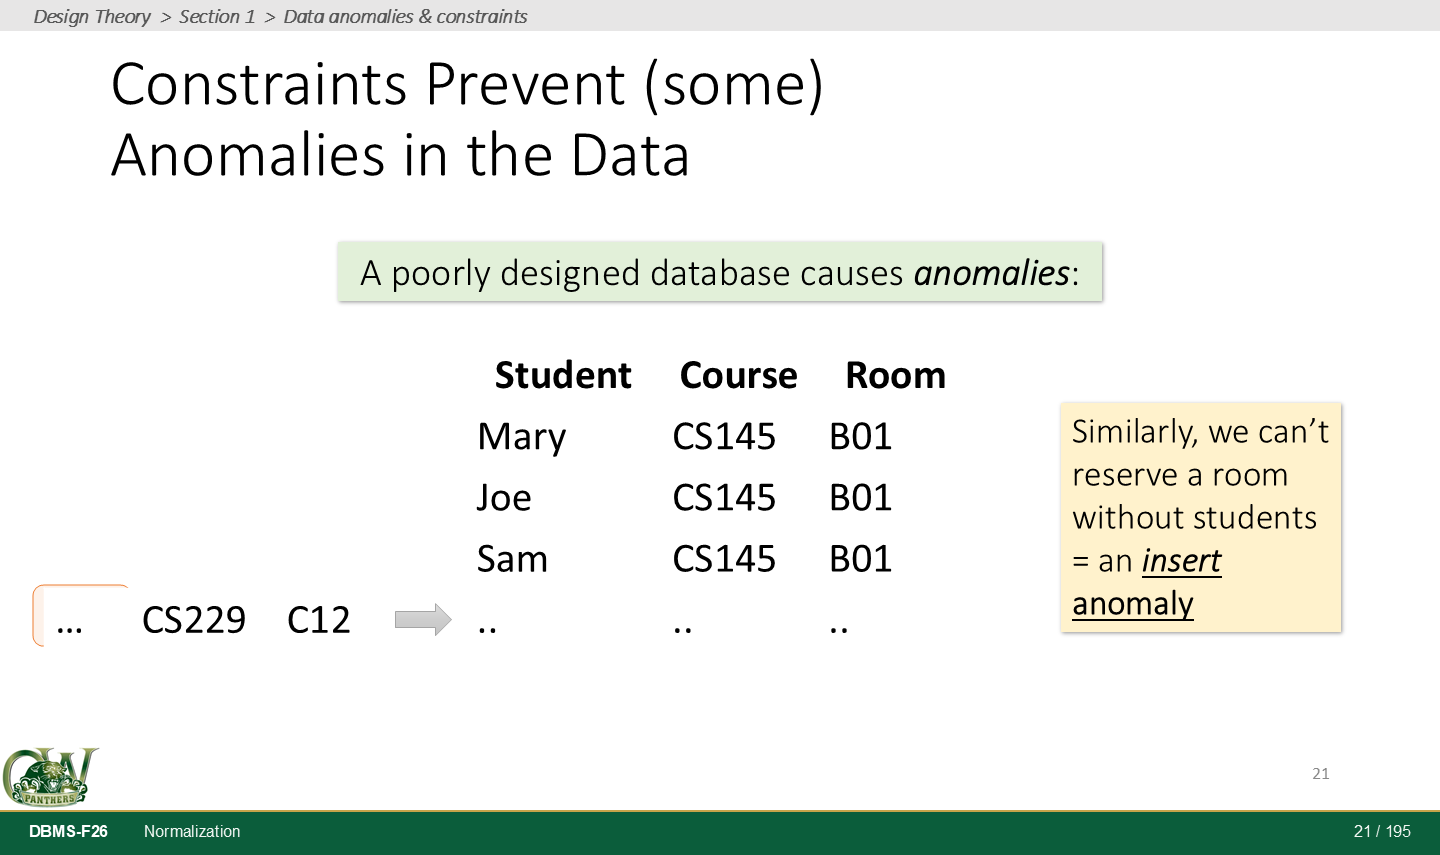 Design Theory > Section 1 > Data anomalies & constraints
Constraints Prevent (some)
Anomalies in the Data
A poorly designed database causes anomalies:
Student Course Room
Mary CS145 B01
Joe CS145 B01
Sam CS145 B01
... CS229 C12 .. .. ..
Similarly, we can't
reserve a room
without students
= an insert
anomaly
OW
PANTHERS
21
DBMS-F26 Normalization 21 / 195